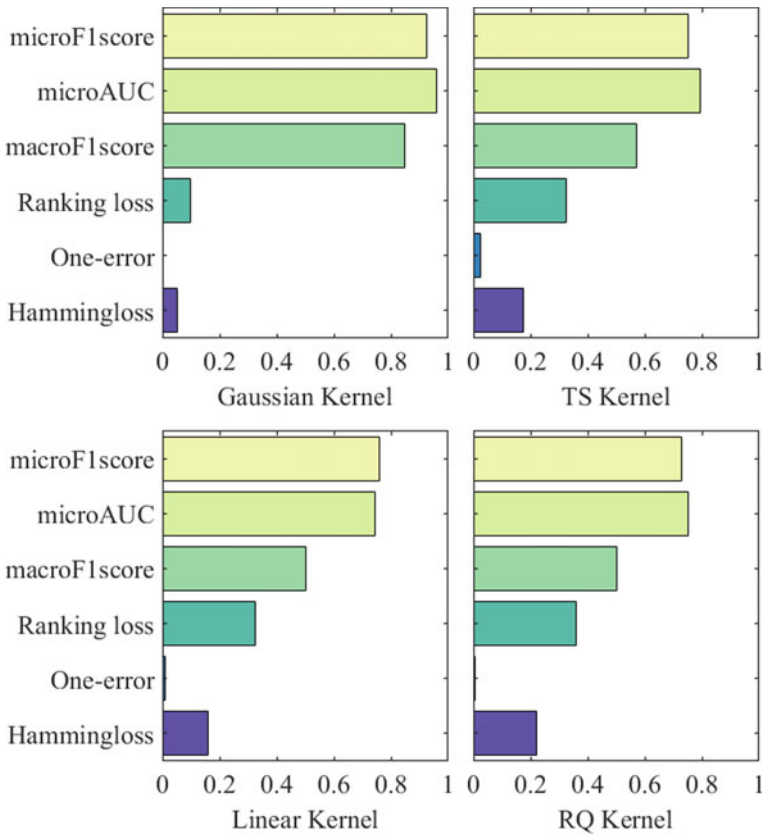 microF1score
microAUC
macroF1score
Ranking loss
One-error
Hammingloss
0 0.2 0.4 0.6 0.8 1
Gaussian Kernel
0 0.2 0.4 0.6 0.8 1
TS Kernel
microF1score
microAUC
macroF1score
Ranking loss
One-error
Hammingloss
0 0.2 0.4 0.6 0.8 1
Linear Kernel
0 0.2 0.4 0.6 0.8 1
RQ Kernel